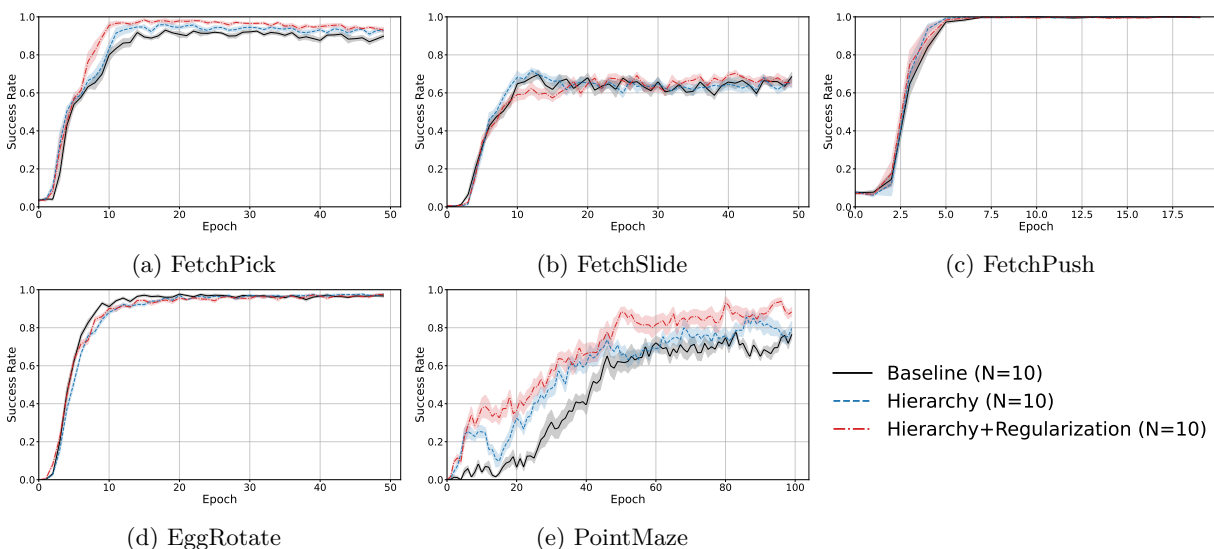 1.0
0.8
0.6
0.4
0.2
0.0
Success Rate
0 10 20 30 40 50
Epoch
(a) FetchPick
1.0
0.8
0.6
0.4
0.2
0.0
Success Rate
0 10 20 30 40 50
Epoch
(b) FetchSlide
1.0
0.8
0.6
0.4
0.2
0.0
Success Rate
0.0 2.5 5.0 7.5 10.0 12.5 15.0 17.5
Epoch
(c) FetchPush
1.0
0.8
0.6
0.4
0.2
0.0
Success Rate
0 10 20 30 40 50
Epoch
(d) EggRotate
1.0
0.8
0.6
0.4
0.2
0.0
Success Rate
0 20 40 60 80 100
Epoch
(e) PointMaze
Baseline (N=10)
Hierarchy (N=10)
Hierarchy+Regularization (N=10)